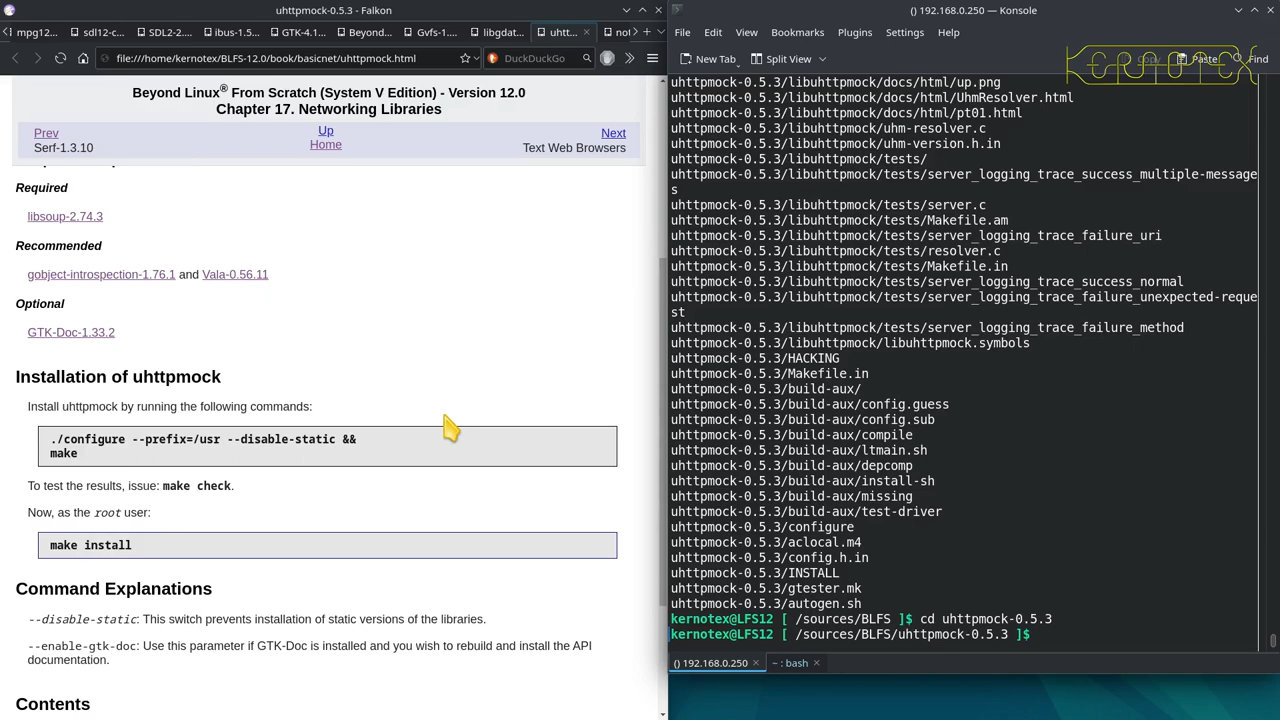 uhttpmock-0.5.3 - Falkon
mpg12...
sdl12-c...
SDL2-2....
ibus-1.5...
GTK-4.1...
Beyond...
Gvfs-1....
libgdat...
uhtt...
file:///home/kernotex/BLFS-12.0/book/basicnet/uhttpmock.html
DuckDuckGo
Beyond Linux® From Scratch (System V Edition) - Version 12.0
Chapter 17. Networking Libraries
Prev
Up
Next
Serf-1.3.10
Home
Text Web Browsers
Required
libsoup-2.74.3
Recommended
gobject-introspection-1.76.1 and Vala-0.56.11
Optional
GTK-Doc-1.33.2
Installation of uhttpmock
Install uhttpmock by running the following commands:
./configure --prefix=/usr --disable-static &&
make
To test the results, issue: make check.
Now, as the root user:
make install
Command Explanations
--disable-static: This switch prevents installation of static versions of the libraries.
--enable-gtk-doc: Use this parameter if GTK-Doc is installed and you wish to rebuild and install the API
documentation.
Contents
() 192.168.0.250 — Konsole
File Edit View Bookmarks Plugins Settings Help
New Tab Split View Copy Paste Find
Kernotex
uhttpmock-0.5.3/libuhttpmock/docs/html/up.png
uhttpmock-0.5.3/libuhttpmock/docs/html/UhmResolver.html
uhttpmock-0.5.3/libuhttpmock/docs/html/pt01.html
uhttpmock-0.5.3/libuhttpmock/uhm-resolver.c
uhttpmock-0.5.3/libuhttpmock/uhm-version.h.in
uhttpmock-0.5.3/libuhttpmock/tests/
uhttpmock-0.5.3/libuhttpmock/tests/server_logging_trace_success_multiple-message
s
uhttpmock-0.5.3/libuhttpmock/tests/server.c
uhttpmock-0.5.3/libuhttpmock/tests/Makefile.am
uhttpmock-0.5.3/libuhttpmock/tests/server_logging_trace_failure_uri
uhttpmock-0.5.3/libuhttpmock/tests/resolver.c
uhttpmock-0.5.3/libuhttpmock/tests/Makefile.in
uhttpmock-0.5.3/libuhttpmock/tests/server_logging_trace_success_normal
uhttpmock-0.5.3/libuhttpmock/tests/server_logging_trace_failure_unexpected-reque
st
uhttpmock-0.5.3/libuhttpmock/tests/server_logging_trace_failure_method
uhttpmock-0.5.3/libuhttpmock/libuhttpmock.symbols
uhttpmock-0.5.3/HACKING
uhttpmock-0.5.3/Makefile.in
uhttpmock-0.5.3/build-aux/
uhttpmock-0.5.3/build-aux/config.guess
uhttpmock-0.5.3/build-aux/config.sub
uhttpmock-0.5.3/build-aux/compile
uhttpmock-0.5.3/build-aux/ltmain.sh
uhttpmock-0.5.3/build-aux/depcomp
uhttpmock-0.5.3/build-aux/install-sh
uhttpmock-0.5.3/build-aux/missing
uhttpmock-0.5.3/build-aux/test-driver
uhttpmock-0.5.3/configure
uhttpmock-0.5.3/aclocal.m4
uhttpmock-0.5.3/config.h.in
uhttpmock-0.5.3/INSTALL
uhttpmock-0.5.3/gtester.mk
uhttpmock-0.5.3/autogen.sh
kernotex@LFS12 [ /sources/BLFS ]$ cd uhttpmock-0.5.3
kernotex@LFS12 [ /sources/BLFS/uhttpmock-0.5.3 ]$
() 192.168.0.250
~ : bash